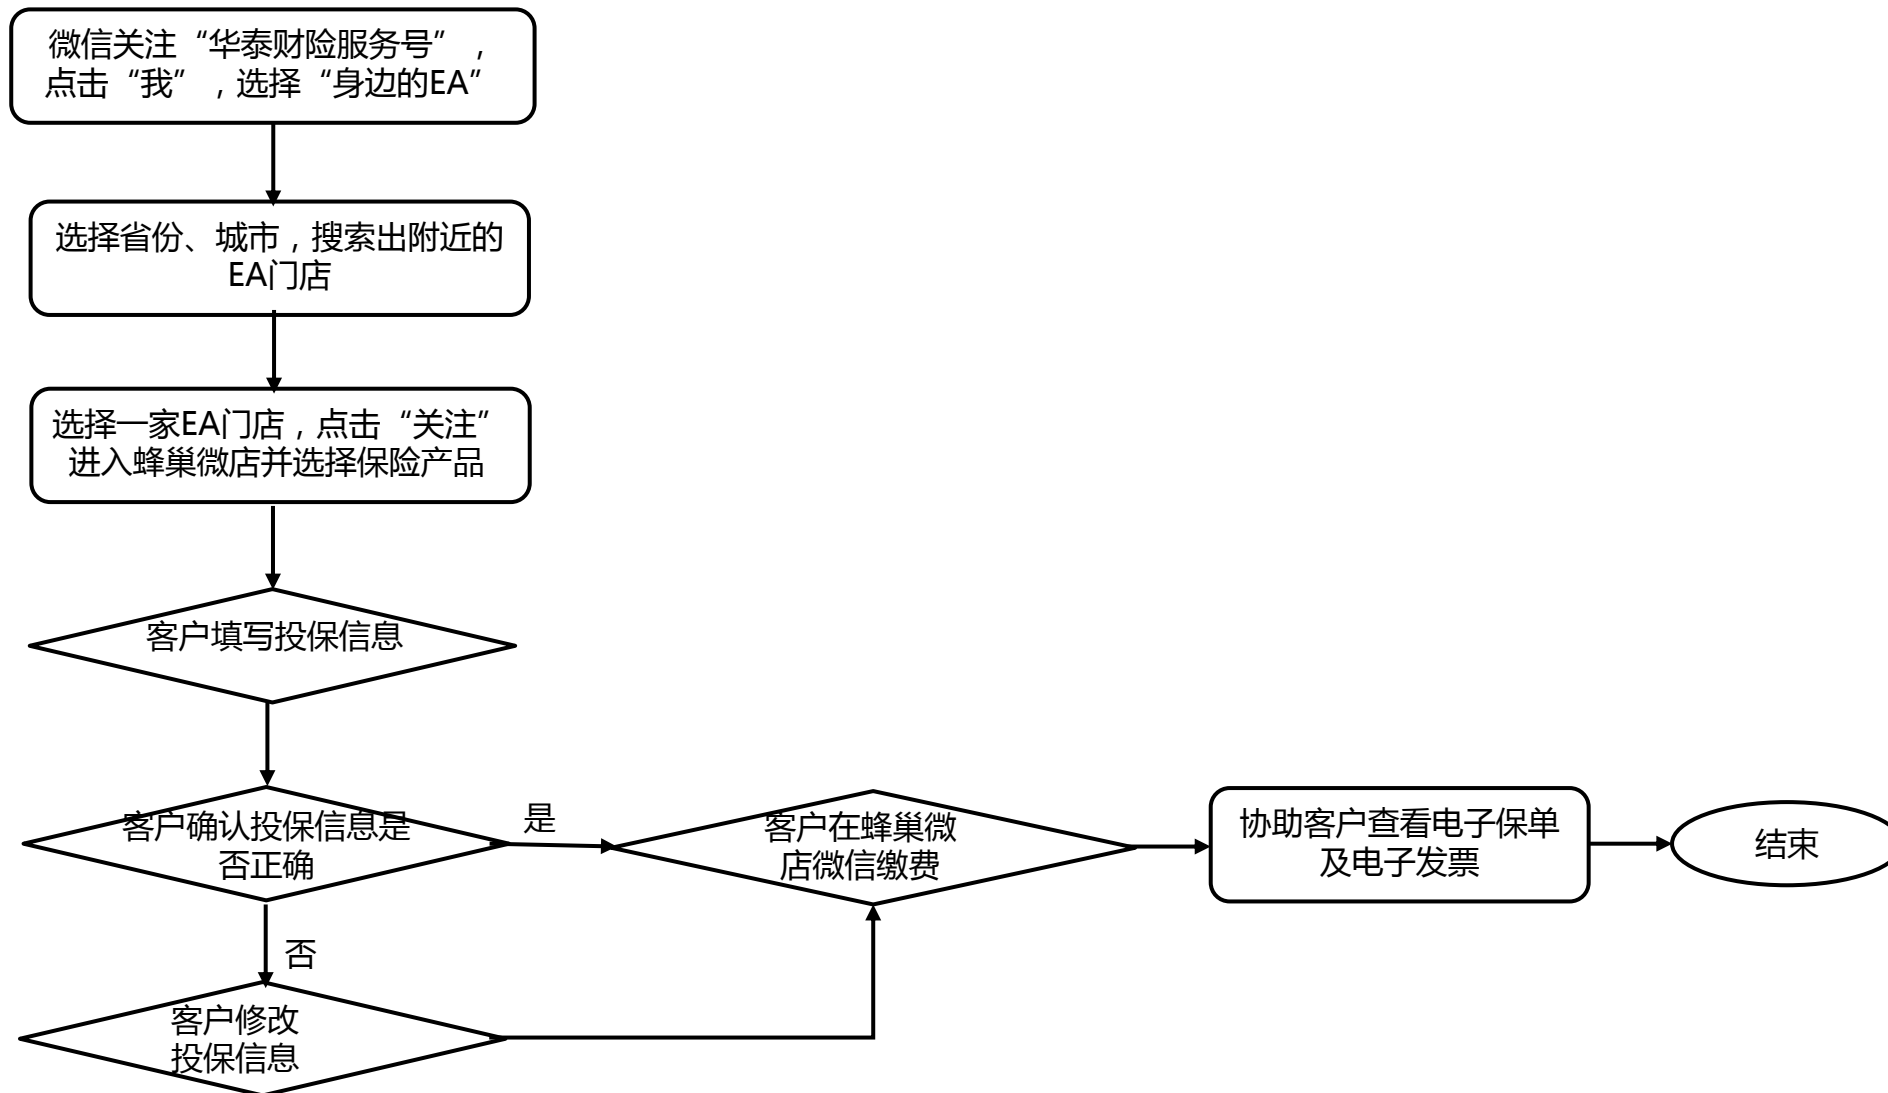 微信关注“华泰财险服务号”，
点击“我”，选择“身边的EA”
选择省份、城市，搜索出附近的
EA门店
选择一家EA门店，点击“关注”
进入蜂巢微店并选择保险产品
客户填写投保信息
客户确认投保信息是
否正确
是
客户在蜂巢微
店微信缴费
协助客户查看电子保单
及电子发票
结束
否
客户修改
投保信息